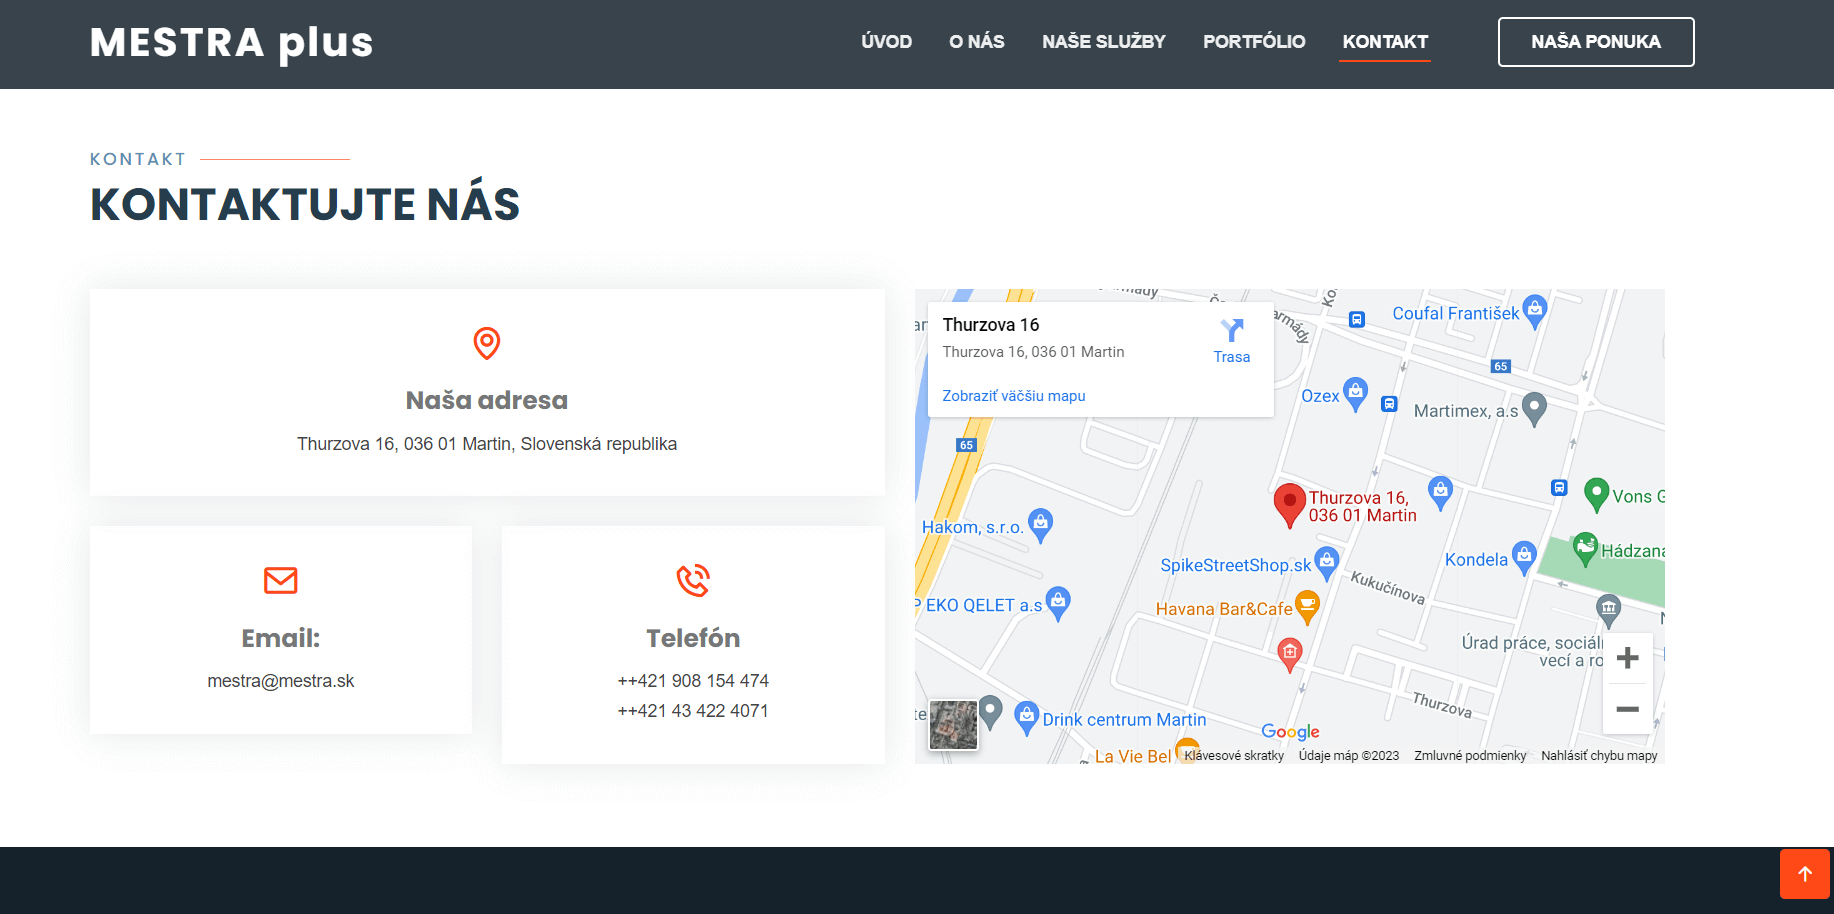 MESTRA plus
ÚVOD
O NÁS
NAŠE SLUŽBY
PORTFÓLIO
KONTAKT
NAŠA PONUKA
KONTAKT
KONTAKTUJTE NÁS
Naša adresa
Thurzova 16, 036 01 Martin, Slovenská republika
Email:
mestra@mestra.sk
Telefón
++421 908 154 474
++421 43 422 4071
Thurzova 16
Thurzova 16, 036 01 Martin
Trasa
Zobraziť väčšiu mapu
Coufal František
65
Ozex
Martimex, a.s
65
Thurzova 16,
036 01 Martin
Vons G
Hakom, s.r.o.
Hádzana
SpikeStreetShop.sk
Kondela
Kukučínova
P EKO QELET a.s
Havana Bar&Cafe
Úrad práce, sociál
vecí a ro
Thurzova
Drink centrum Martin
Google
La Vie Bel
Klávesové skratky
Údaje máp ©2023
Zmluvné podmienky
Nahlásiť chybu mapy